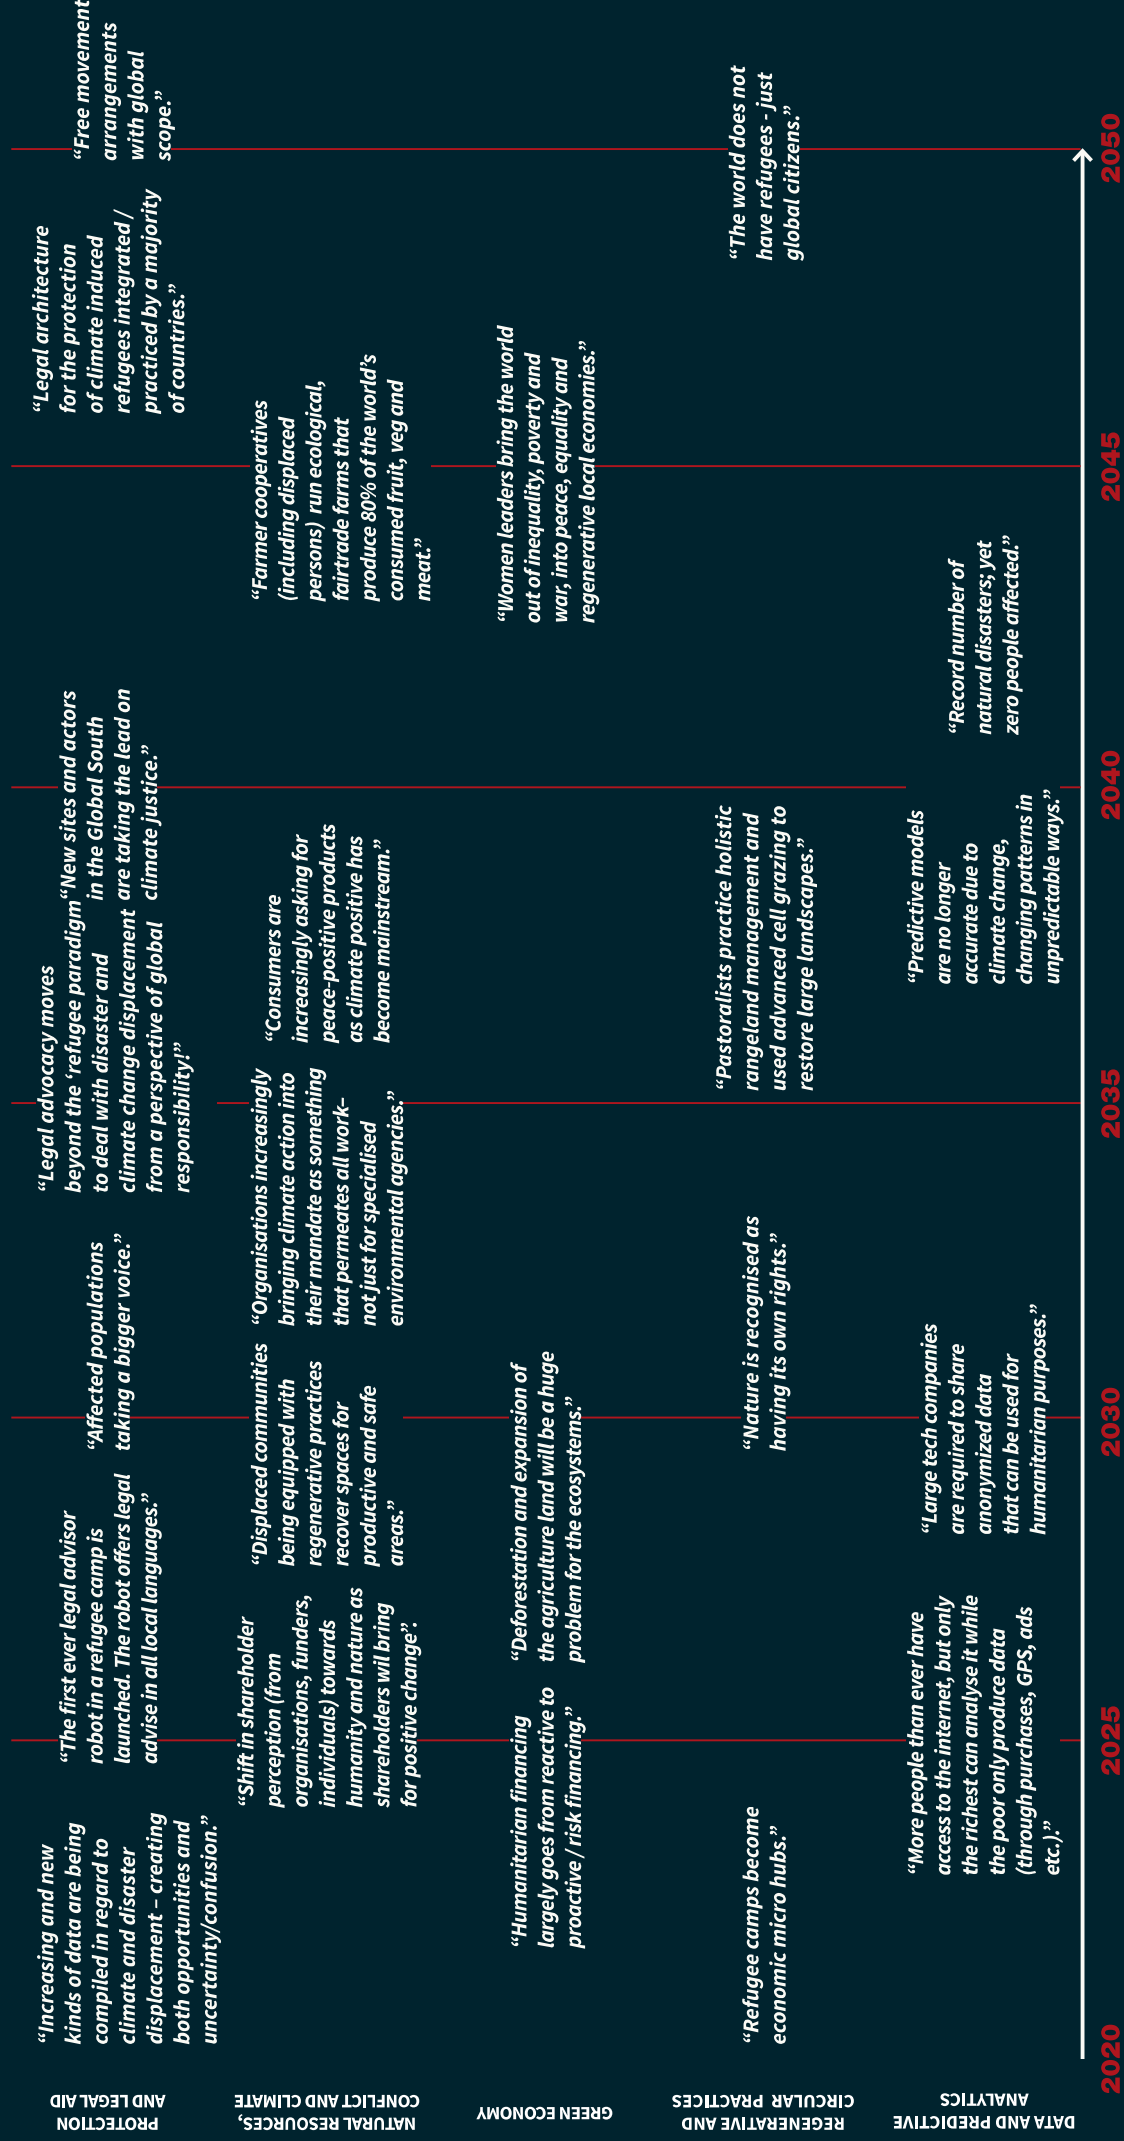 PROTECTION
AND LEGAL AID
“Increasing and new
kinds of data are being
compiled in regard to
climate and disaster
displacement – creating
both opportunities and
uncertainty/confusion.”
“The first ever legal advisor
robot in a refugee camp is
launched. The robot offers legal
advise in all local languages.”
“Affected populations
taking a bigger voice.”
“Legal advocacy moves
beyond the ‘refugee paradigm’
to deal with disaster and
climate change displacement
from a perspective of global
responsibility!”
“New sites and actors
in the Global South
are taking the lead on
climate justice.”
“Legal architecture
for the protection
of climate induced
refugees integrated /
practiced by a majority
of countries.”
“Free movement
arrangements
with global
scope.”
NATURAL RESOURCES,
CONFLICT AND CLIMATE
“Shift in shareholder
perception (from
organisations, funders,
individuals) towards
humanity and nature as
shareholders wil bring
for positive change”.
“Displaced communities
being equipped with
regenerative practices
recover spaces for
productive and safe
areas.”
“Organisations increasingly
bringing climate action into
their mandate as something
that permeates all work–
not just for specialised
environmental agencies.”
“Consumers are
increasingly asking for
peace-positive products
as climate positive has
become mainstream.”
“Farmer cooperatives
(including displaced
persons) run ecological,
fairtrade farms that
produce 80% of the world’s
consumed fruit, veg and
meat.”
GREEN ECONOMY
“Humanitarian financing
largely goes from reactive to
proactive / risk financing.”
“Deforestation and expansion of
the agriculture land will be a huge
problem for the ecosystems.”
“Women leaders bring the world
out of inequality, poverty and
war, into peace, equality and
regenerative local economies.”
REGENERATIVE AND
CIRCULAR PRACTICES
“Refugee camps become
economic micro hubs.”
“Nature is recognised as
having its own rights.”
“Pastoralists practice holistic
rangeland management and
used advanced cell grazing to
restore large landscapes.”
“The world does not
have refugees - just
global citizens.”
DATA AND PREDICTIVE
ANALYTICS
“More people than ever have
access to the internet, but only
the richest can analyse it while
the poor only produce data
(through purchases, GPS, ads
etc.).”
“Large tech companies
are required to share
anonymized data
that can be used for
humanitarian purposes.”
“Predictive models
are no longer
accurate due to
climate change,
changing patterns in
unpredictable ways.”
“Record number of
natural disasters; yet
zero people affected.”
2020
2025
2030
2035
2040
2045
2050